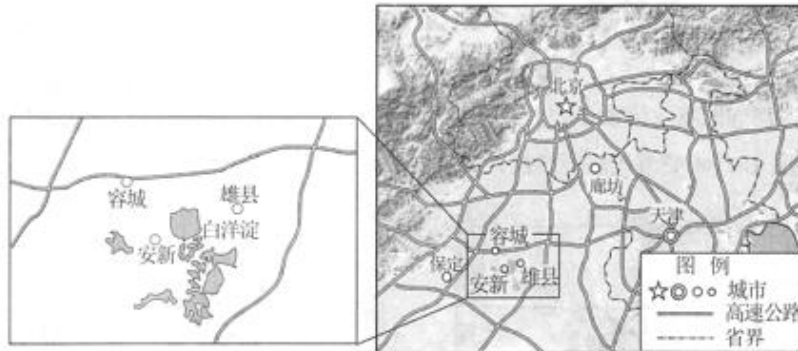 容城
雄县
白洋淀
安新
北京
廊坊
天津
容城
保定
安新
雄县
图 例
城市
高速公路
省界